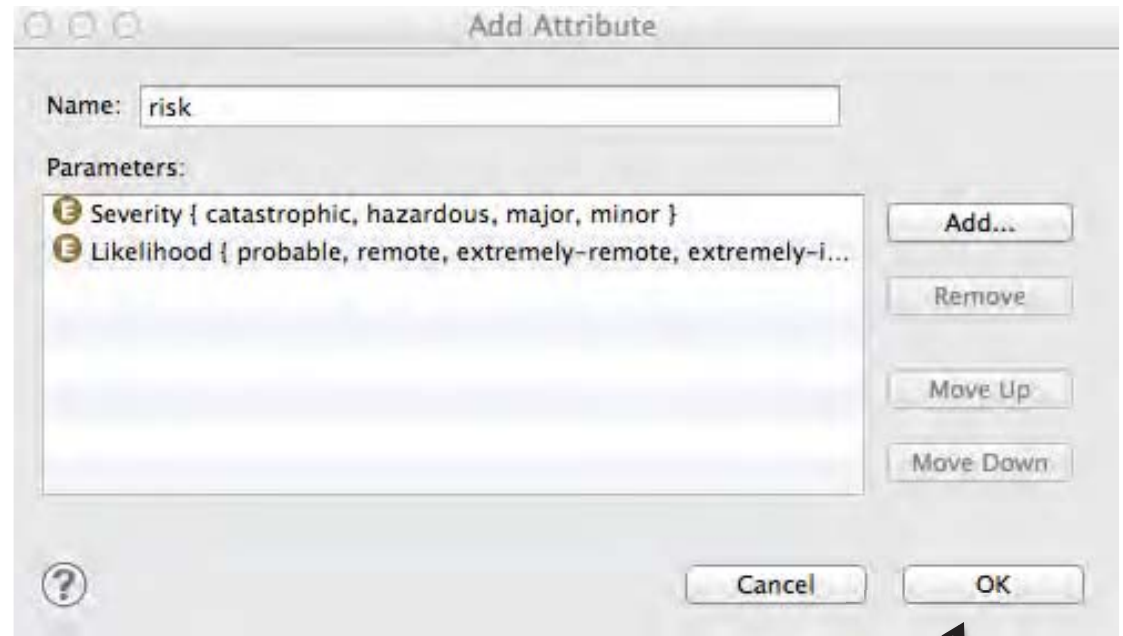 Add Attribute
Name: risk
Parameters:
E Severity { catastrophic, hazardous, major, minor }
E Likelihood { probable, remote, extremely-remote, extremely-i...
Add...
Remove
Move Up
Move Down
?
Cancel
OK